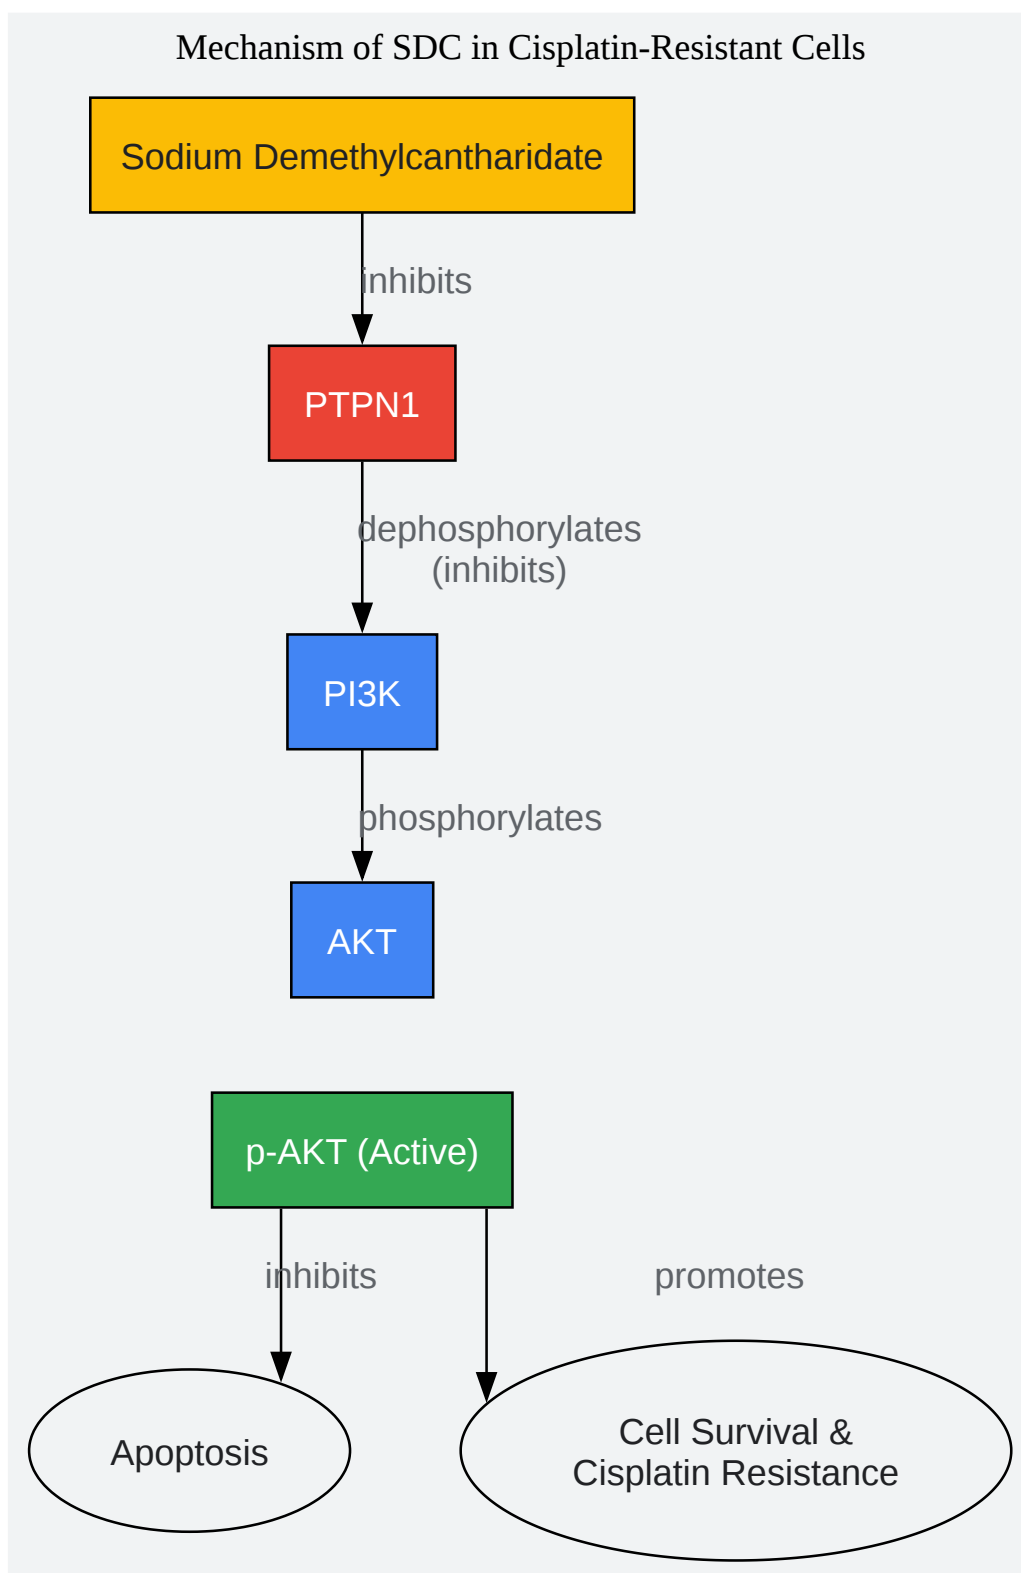 Mechanism of SDC in Cisplatin-Resistant Cells
Sodium Demethylcantharidate
inhibits
PTPN1
dephosphorylates
(inhibits)
PI3K
phosphorylates
AKT
p-AKT (Active)
inhibits
promotes
Apoptosis
Cell Survival &
Cisplatin Resistance